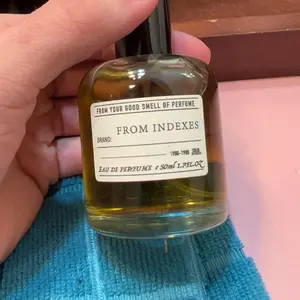 FROM YOUR GOOD SMELL OF PERFUME
BRAND: FROM INDEXES
EAU DE PERFUME e 50ml 1.7FL.OZ